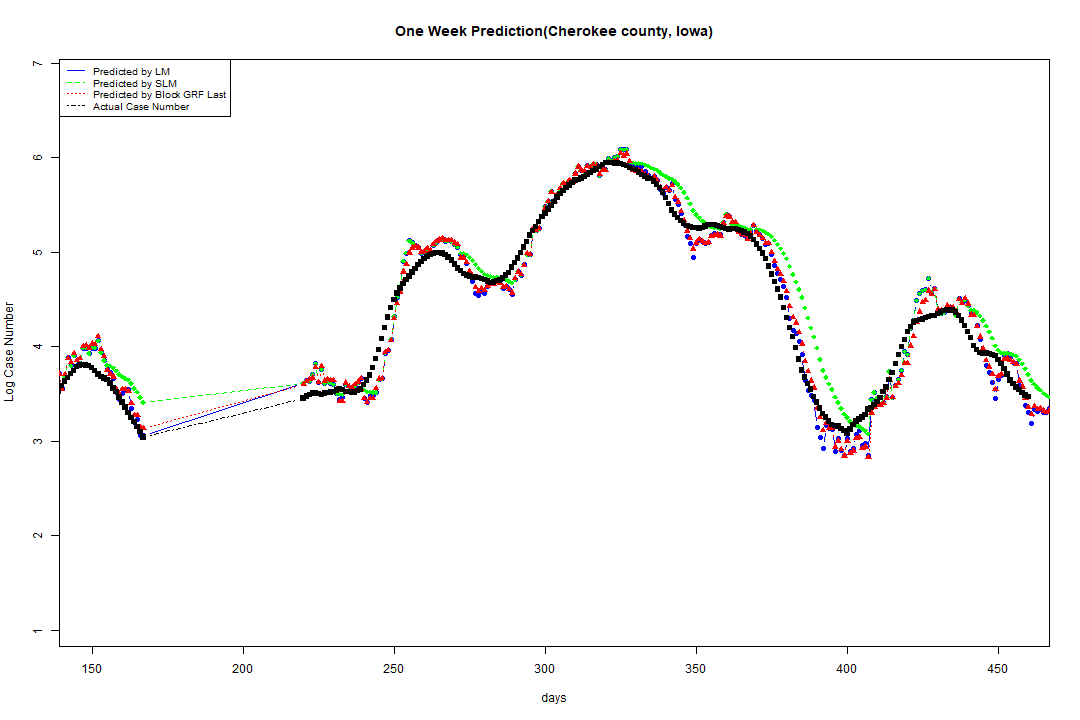 One Week Prediction(Cherokee county, Iowa)
Predicted by LM
Predicted by SLM
Predicted by Block GRF Last
Actual Case Number
Log Case Number
7
6
5
4
3
2
1
150 200 250 300 350 400 450
days